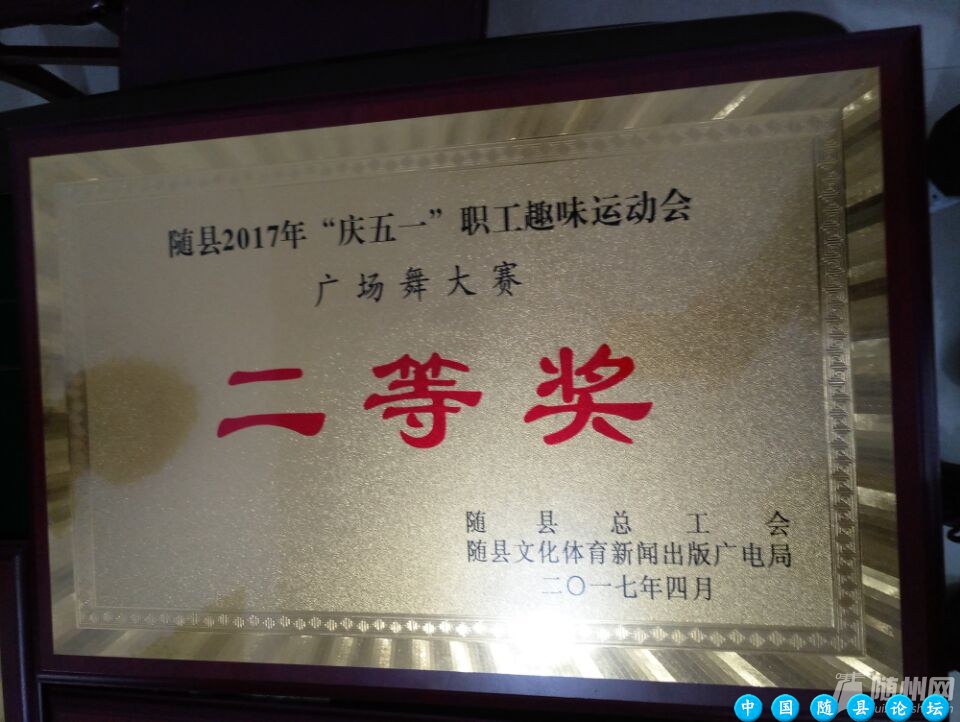 随县2017年“庆五一”职工趣味运动会
广场舞大赛
二等奖
随县总工会
随县文化体育新闻出版广电局
二〇一七年四月
随州网
中国随县论坛